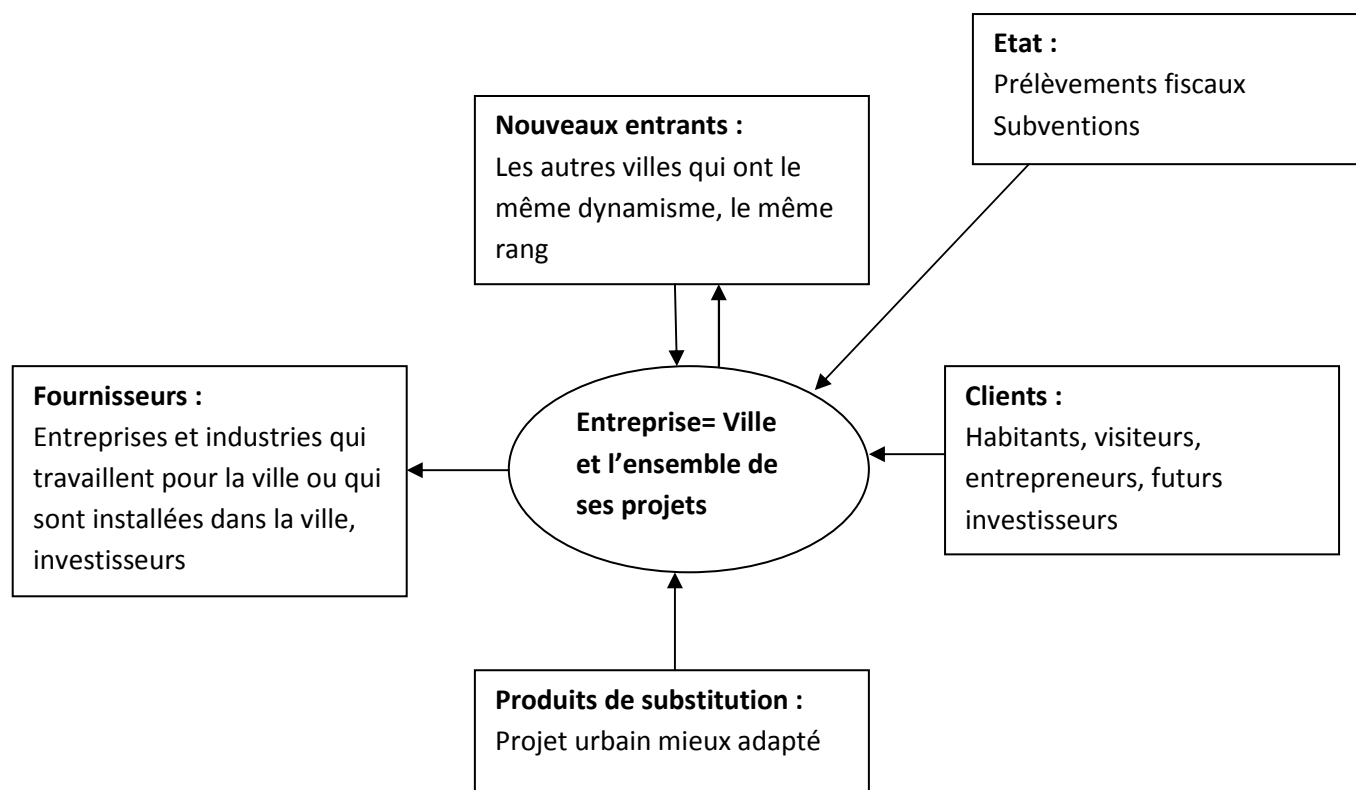 Etat :
Prélèvements fiscaux
Subventions
Nouveaux entrants :
Les autres villes qui ont le
même dynamisme, le même
rang
Fournisseurs :
Entreprises et industries qui
travaillent pour la ville ou qui
sont installées dans la ville,
investisseurs
Entreprise= Ville
et l’ensemble de
ses projets
Clients :
Habitants, visiteurs,
entrepreneurs, futurs
investisseurs
Produits de substitution :
Projet urbain mieux adapté